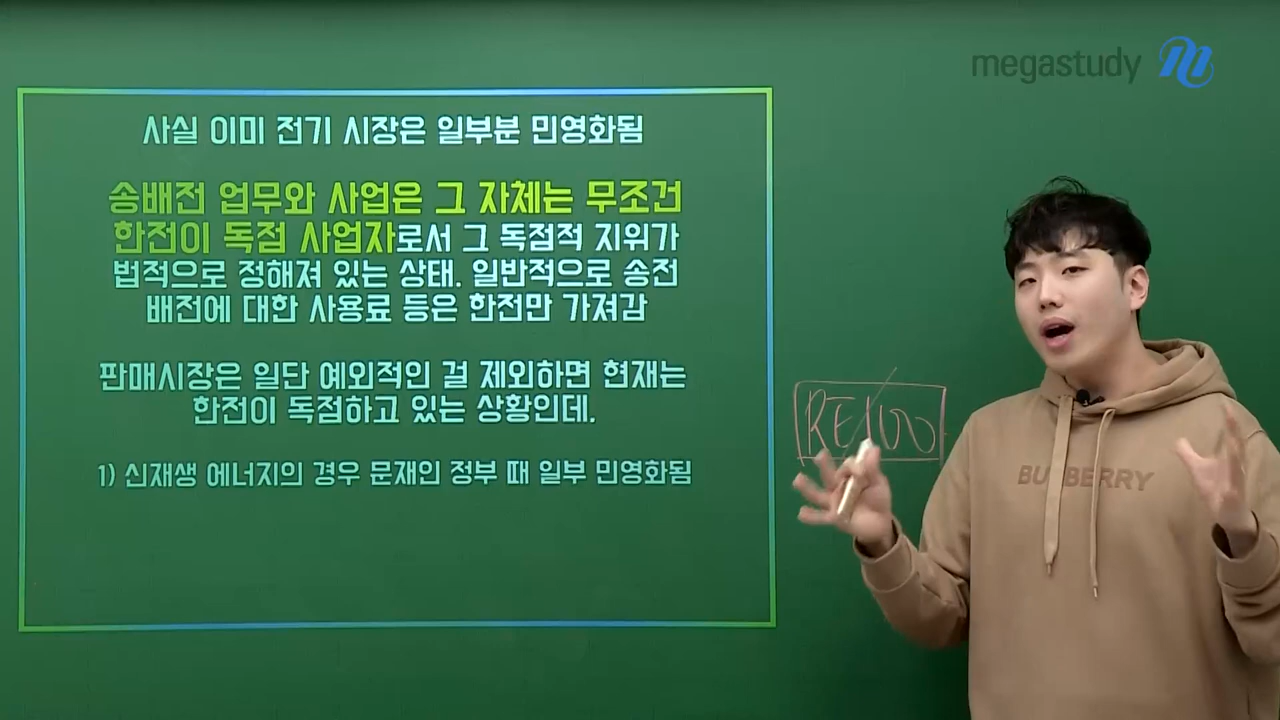 megastudy
사실 이미 전기 시장은 일부분 민영화됨
송배전 업무와 사업은 그 자체는 무조건
한전이 독점 사업자로서 그 독점적 지위가
법적으로 정해져 있는 상태. 일반적으로 송전
배전에 대한 사용료 등은 한전만 가져감
판매시장은 일단 예외적인 걸 제외하면 현재는
한전이 독점하고 있는 상황인데.
1) 신재생 에너지의 경우 문재인 정부 때 일부 민영화됨
RE100
BURBERRY